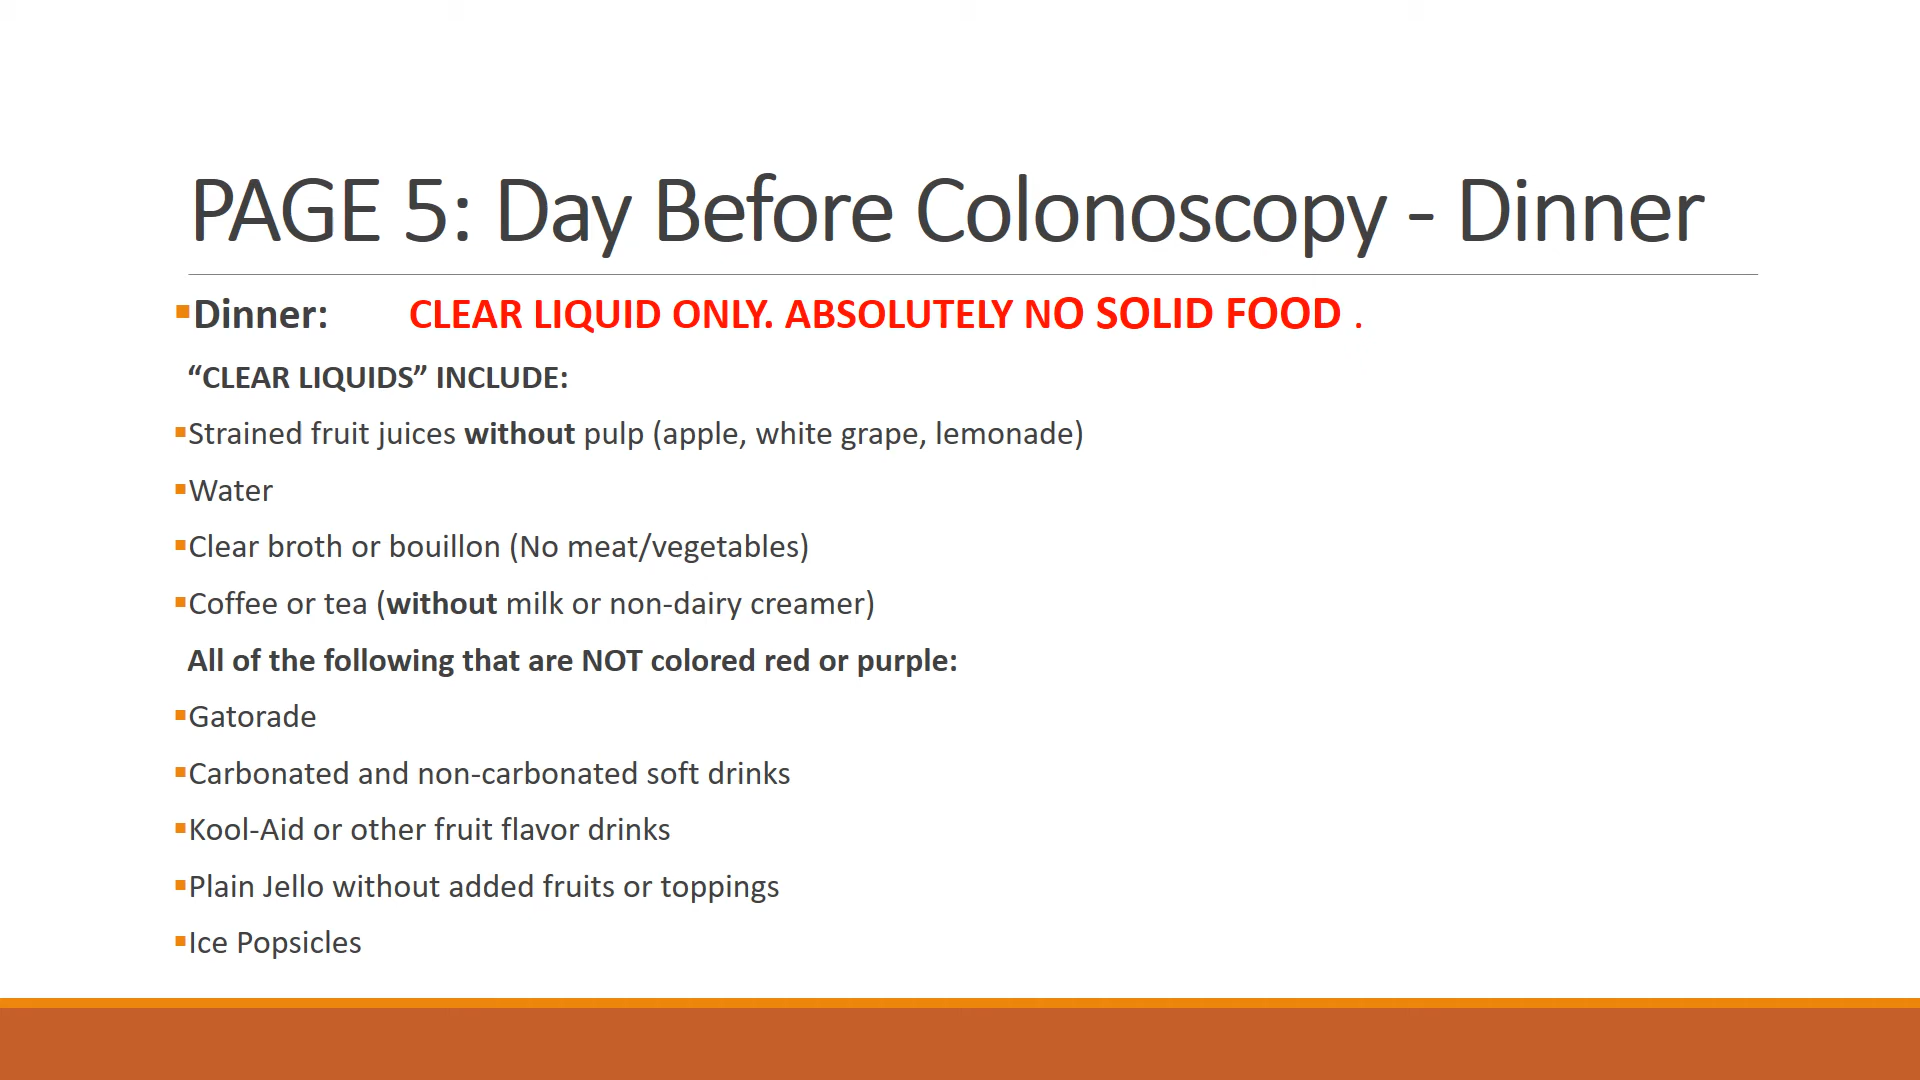 PAGE 5: Day Before Colonoscopy - Dinner
▪Dinner: CLEAR LIQUID ONLY. ABSOLUTELY NO SOLID FOOD .
“CLEAR LIQUIDS” INCLUDE:
▪Strained fruit juices without pulp (apple, white grape, lemonade)
▪Water
▪Clear broth or bouillon (No meat/vegetables)
▪Coffee or tea (without milk or non-dairy creamer)
All of the following that are NOT colored red or purple:
▪Gatorade
▪Carbonated and non-carbonated soft drinks
▪Kool-Aid or other fruit flavor drinks
▪Plain Jello without added fruits or toppings
▪Ice Popsicles